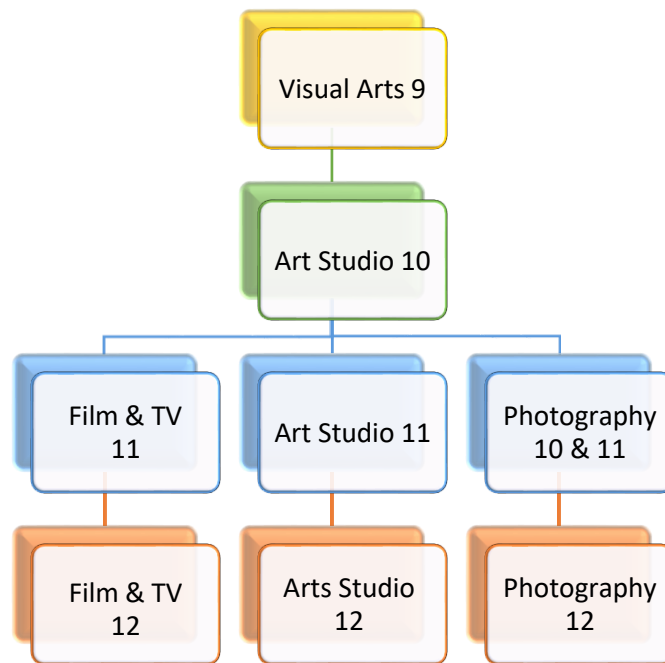 Visual Arts 9
Art Studio 10
Film & TV
11
Art Studio 11
Photography
10 & 11
Film & TV
12
Arts Studio
12
Photography
12